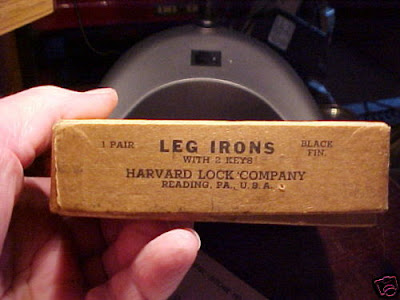 1 PAIR LEG IRONS BLACK
WITH 2 KEYS FIN.
HARVARD LOCK COMPANY
READING, PA., U.S.A.